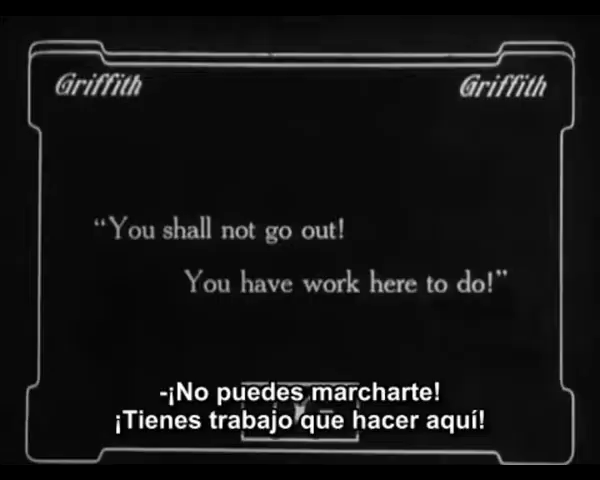 Griffith Griffith
“You shall not go out!
You have work here to do!”
-¡No puedes marcharte!
¡Tienes trabajo que hacer aquí!